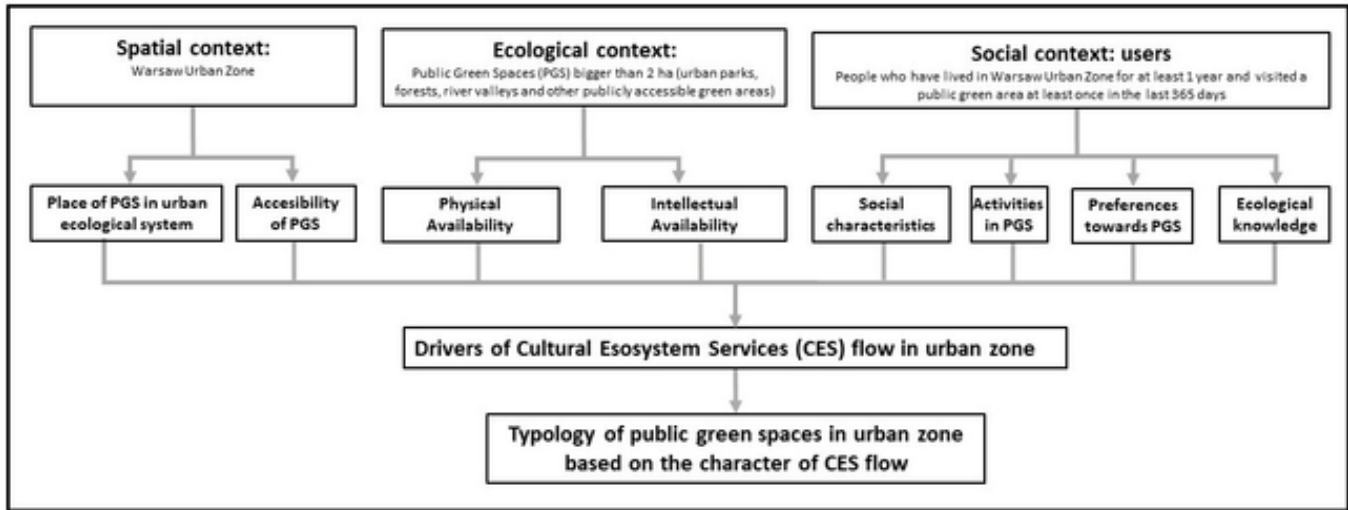 Spatial context:
Warsaw Urban Zone
Ecological context:
Public Green Spaces (PGS) bigger than 2 ha (urban parks,
forests, river valleys and other publicly accessible green areas)
Social context: users
People who have lived in Warsaw Urban Zone for at least 1 year and visited a
public green area at least once in the last 365 days
Place of PGS in urban
ecological system
Accesibility
of PGS
Physical
Availability
Intellectual
Availability
Social
characteristics
Activities
in PGS
Preferences
towards PGS
Ecological
knowledge
Drivers of Cultural Esosystem Services (CES) flow in urban zone
Typology of public green spaces in urban zone
based on the character of CES flow